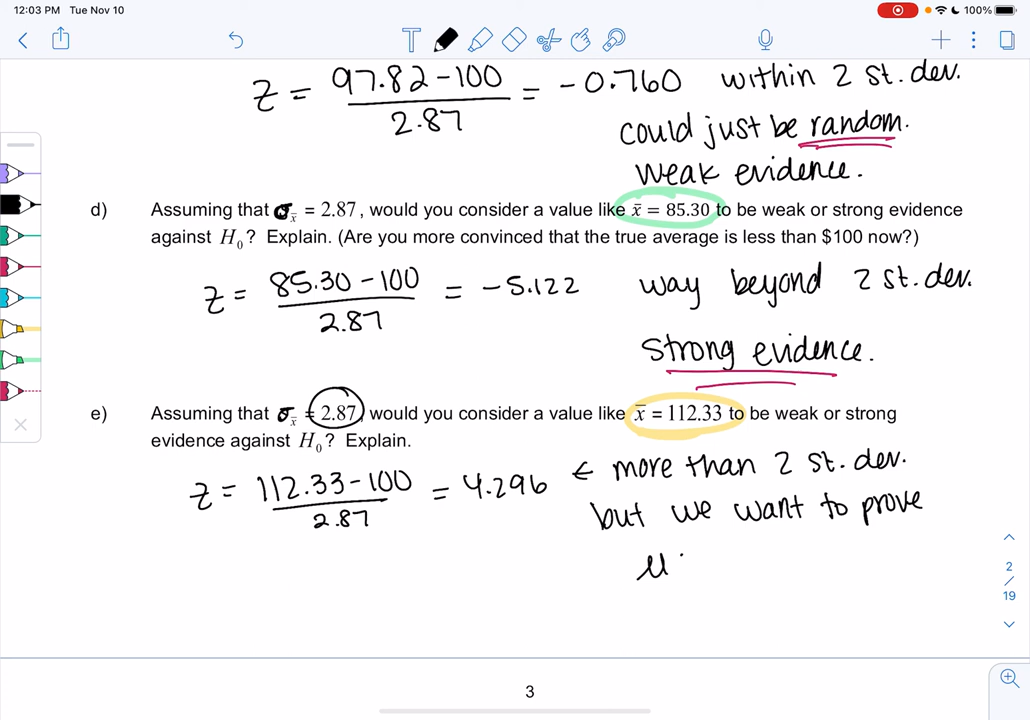 12:03 PM Tue Nov 10
100%
z = 97.82 - 100 / 2.87 = -0.760 within 2 st. dev.
could just be random.
weak evidence.
d) Assuming that σx̄ = 2.87, would you consider a value like x̄ = 85.30 to be weak or strong evidence
against H0? Explain. (Are you more convinced that the true average is less than $100 now?)
z = 85.30 - 100 / 2.87 = -5.122 way beyond 2 st. dev.
strong evidence.
e) Assuming that σx̄ = 2.87, would you consider a value like x̄ = 112.33 to be weak or strong
evidence against H0? Explain.
z = 112.33 - 100 / 2.87 = 4.296 ← more than 2 st. dev.
but we want to prove
μ
2
/
19
3